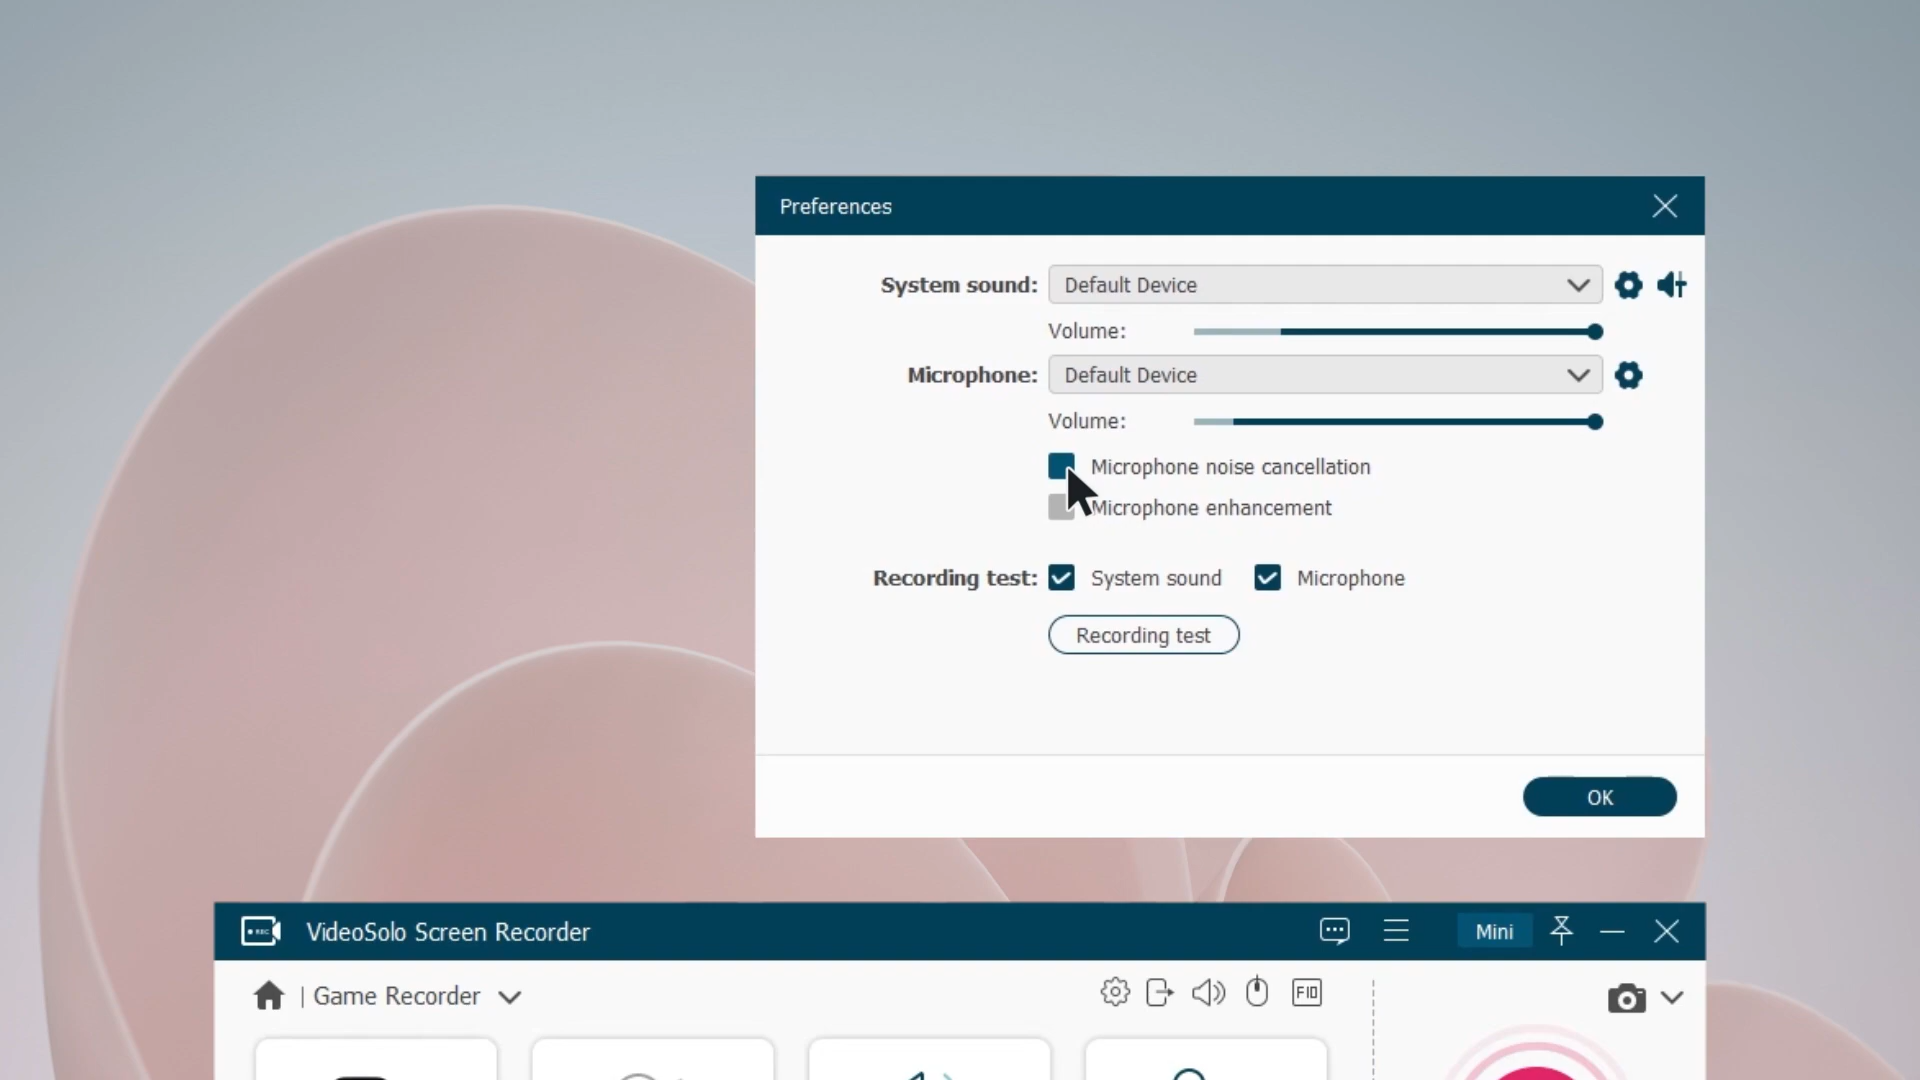 Preferences
System sound: Default Device
Volume:
Microphone: Default Device
Volume:
Microphone noise cancellation
Microphone enhancement
Recording test: System sound Microphone
Recording test
OK
REC VideoSolo Screen Recorder Mini
| Game Recorder F10